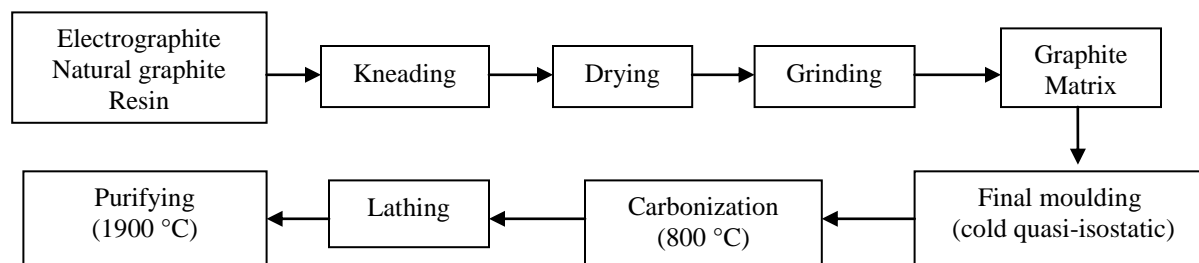 Electrographite
Natural graphite
Resin
Kneading
Drying
Grinding
Graphite
Matrix
Final moulding
(cold quasi-isostatic)
Carbonization
(800 °C)
Lathing
Purifying
(1900 °C)